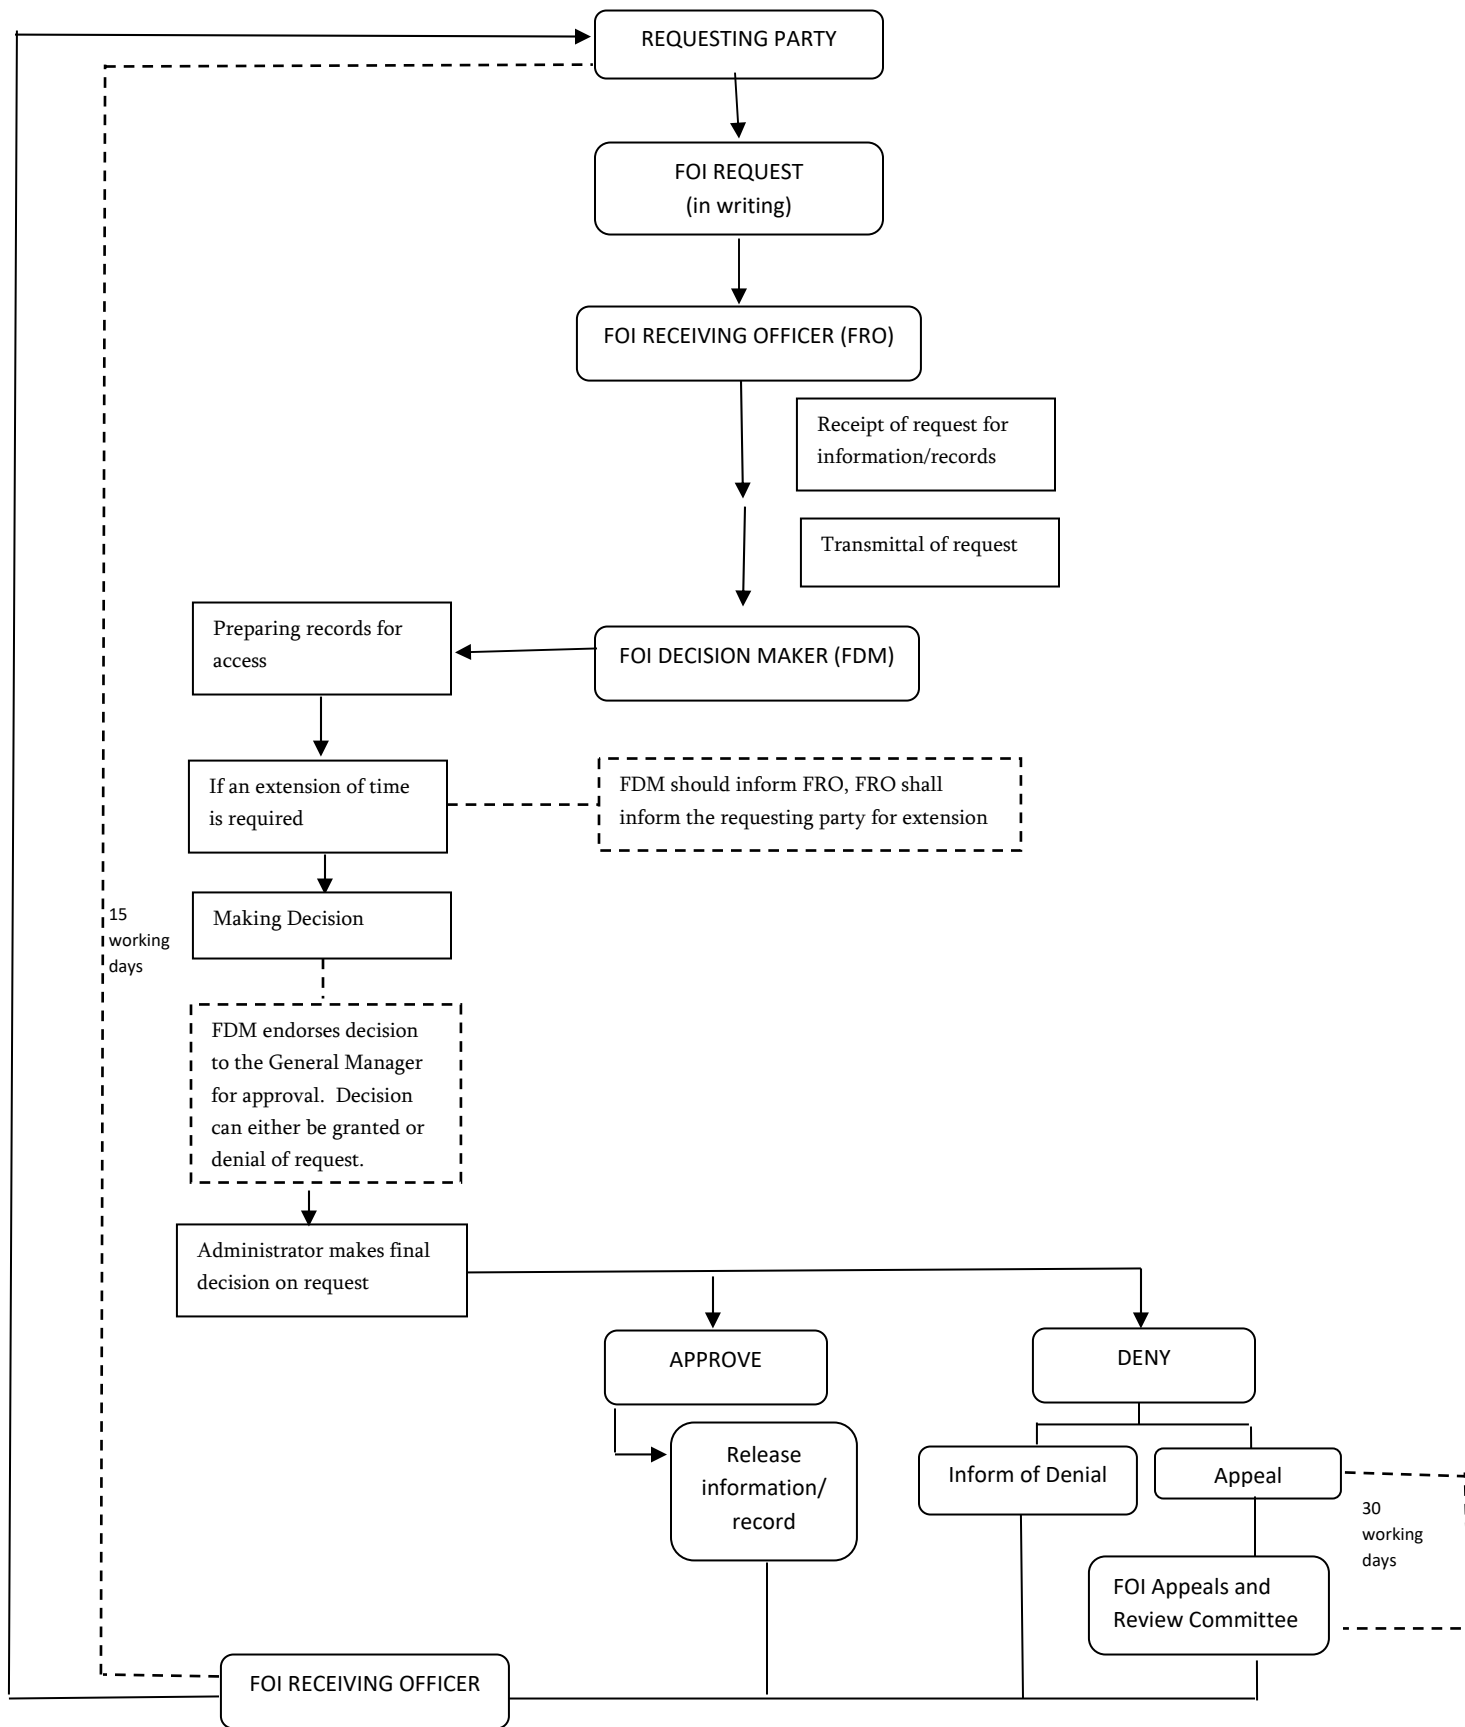 REQUESTING PARTY
FOI REQUEST
(in writing)
FOI RECEIVING OFFICER (FRO)
Receipt of request for
information/records
Transmittal of request
Preparing records for
access
FOI DECISION MAKER (FDM)
If an extension of time
is required
FDM should inform FRO, FRO shall
inform the requesting party for extension
Making Decision
15
working
days
FDM endorses decision
to the General Manager
for approval.  Decision
can either be granted or
denial of request.
Administrator makes final
decision on request
APPROVE
DENY
Release
information/
record
Inform of Denial
Appeal
30
working
days
FOI Appeals and
Review Committee
FOI RECEIVING OFFICER